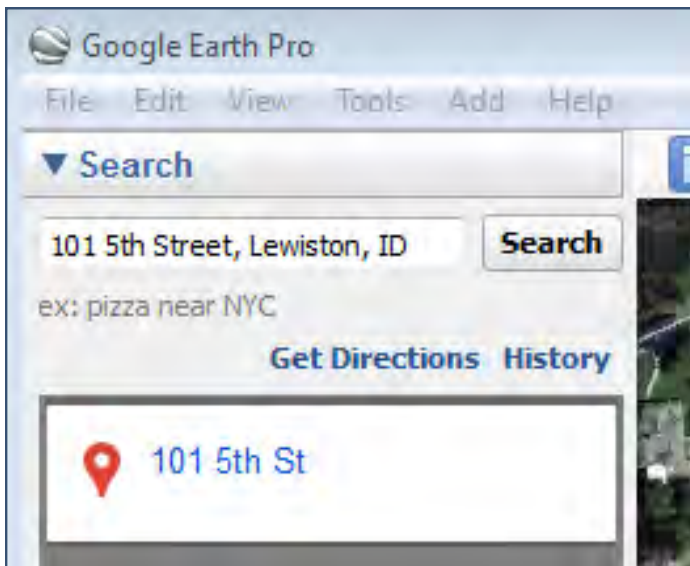 Google Earth Pro
File Edit View Tools Add Help
Search
101 5th Street, Lewiston, ID Search
ex: pizza near NYC
Get Directions History
101 5th St